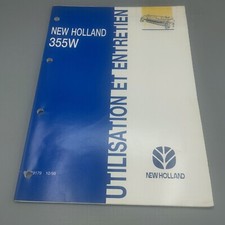 NEW HOLLAND
355W
UTILISATION ET ENTRETIEN
NEW HOLLAND